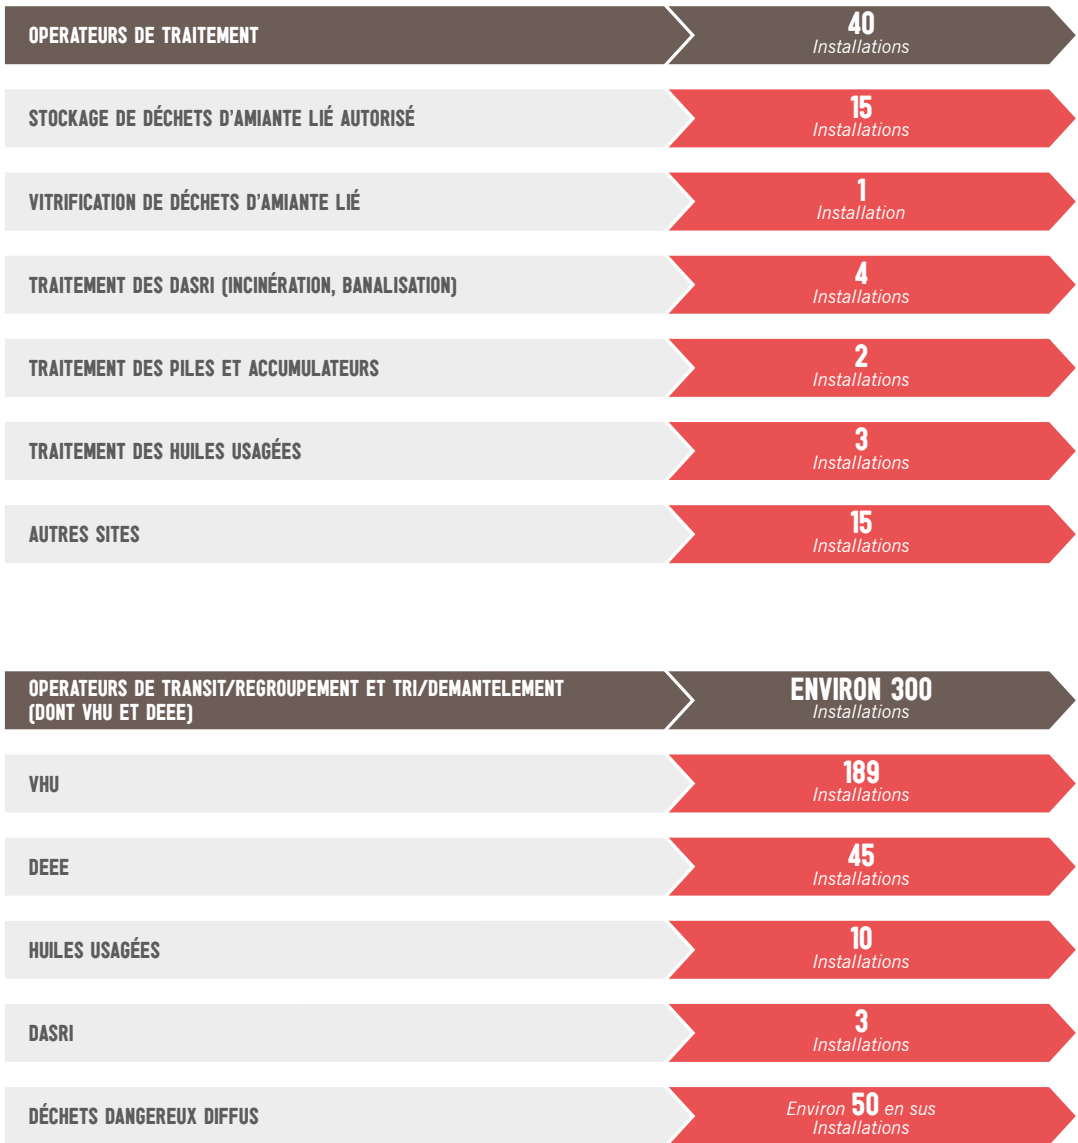 OPERATEURS DE TRAITEMENT
40
Installations
STOCKAGE DE DÉCHETS D'AMIANTE LIÉ AUTORISÉ
15
Installations
VITRIFICATION DE DÉCHETS D'AMIANTE LIÉ
1
Installation
TRAITEMENT DES DASRI (INCINÉRATION, BANALISATION)
4
Installations
TRAITEMENT DES PILES ET ACCUMULATEURS
2
Installations
TRAITEMENT DES HUILES USAGÉES
3
Installations
AUTRES SITES
15
Installations
OPERATEURS DE TRANSIT/REGROUPEMENT ET TRI/DEMANTELEMENT
(DONT VHU ET DEEE)
ENVIRON 300
Installations
VHU
189
Installations
DEEE
45
Installations
HUILES USAGÉES
10
Installations
DASRI
3
Installations
DÉCHETS DANGEREUX DIFFUS
Environ 50 en sus
Installations